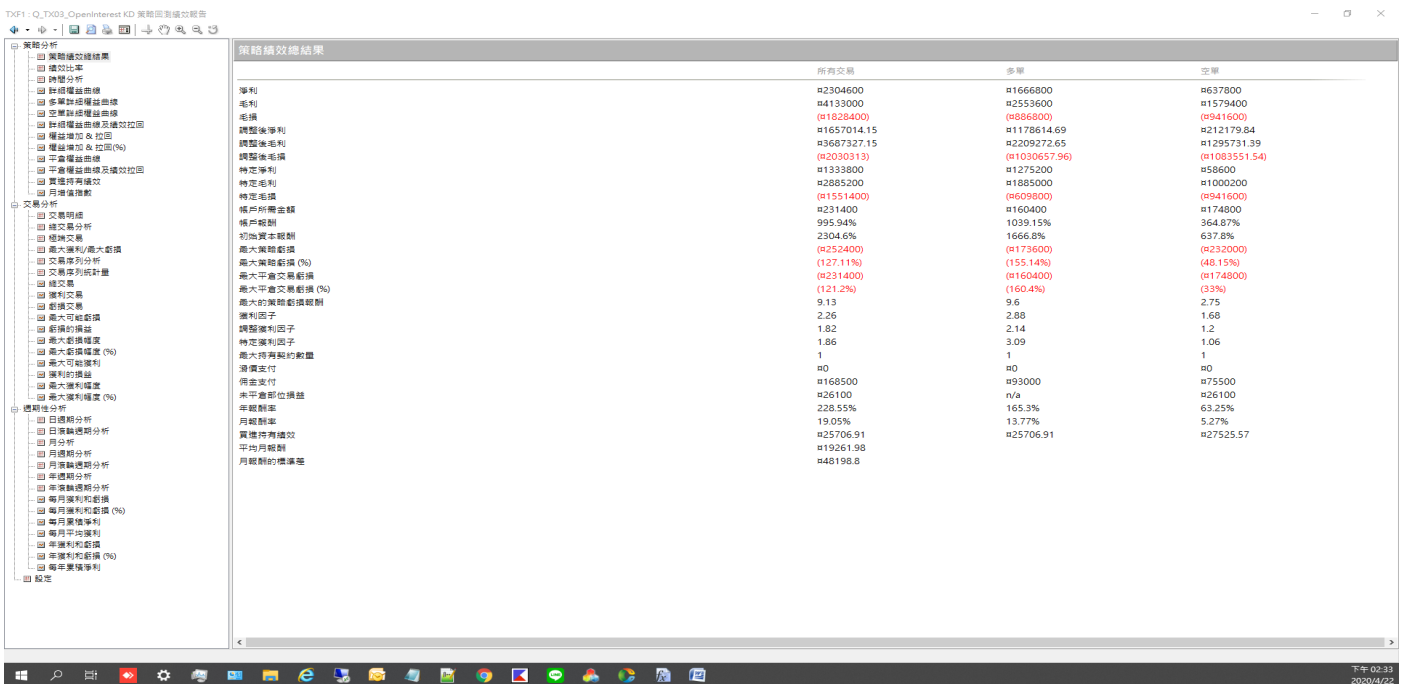 TXF1 : Q_TX03_OpenInterest KD 策略回測績效報告
策略分析
策略績效總結果
績效比率
時間分析
詳細權益曲線
多單詳細權益曲線
空單詳細權益曲線
詳細權益曲線及績效拉回
權益增加 & 拉回
權益增加 & 拉回(%)
平倉權益曲線
平倉權益曲線及績效拉回
買進持有績效
月增值指數
交易分析
交易明細
總交易分析
極端交易
最大獲利/最大虧損
交易序列分析
交易序列統計量
總交易
獲利交易
虧損交易
最大可能虧損
虧損的損益
最大虧損幅度
最大虧損幅度 (%)
最大可能獲利
獲利的損益
最大獲利幅度
最大獲利幅度 (%)
週期性分析
日週期分析
日滾輪週期分析
月分析
月週期分析
月滾輪週期分析
年週期分析
年滾輪週期分析
每月獲利和虧損
每月獲利和虧損 (%)
每月累積淨利
每月平均獲利
年獲利和虧損
年獲利和虧損 (%)
每年累積淨利
設定
策略績效總結果
所有交易 多單 空單
淨利 ¤2304600 ¤1666800 ¤637800
毛利 ¤4133000 ¤2553600 ¤1579400
毛損 (¤1828400) (¤886800) (¤941600)
調整後淨利 ¤1657014.15 ¤1178614.69 ¤212179.84
調整後毛利 ¤3687327.15 ¤2209272.65 ¤1295731.39
調整後毛損 (¤2030313) (¤1030657.96) (¤1083551.54)
特定淨利 ¤1333800 ¤1275200 ¤58600
特定毛利 ¤2885200 ¤1885000 ¤1000200
特定毛損 (¤1551400) (¤609800) (¤941600)
帳戶所需金額 ¤231400 ¤160400 ¤174800
帳戶報酬 995.94% 1039.15% 364.87%
初始資本報酬 2304.6% 1666.8% 637.8%
最大策略虧損 (¤252400) (¤173600) (¤232000)
最大策略虧損 (%) (127.11%) (155.14%) (48.15%)
最大平倉交易虧損 (¤231400) (¤160400) (¤174800)
最大平倉交易虧損 (%) (121.2%) (160.4%) (33%)
最大的策略虧損報酬 9.13 9.6 2.75
獲利因子 2.26 2.88 1.68
調整獲利因子 1.82 2.14 1.2
特定獲利因子 1.86 3.09 1.06
最大持有契約數量 1 1 1
滑價支付 ¤0 ¤0 ¤0
佣金支付 ¤168500 ¤93000 ¤75500
未平倉部位損益 ¤26100 n/a ¤26100
年報酬率 228.55% 165.3% 63.25%
月報酬率 19.05% 13.77% 5.27%
買進持有績效 ¤25706.91 ¤25706.91 ¤27525.57
平均月報酬 ¤19261.98
月報酬的標準差 ¤48198.8
下午 02:33
2020/4/22